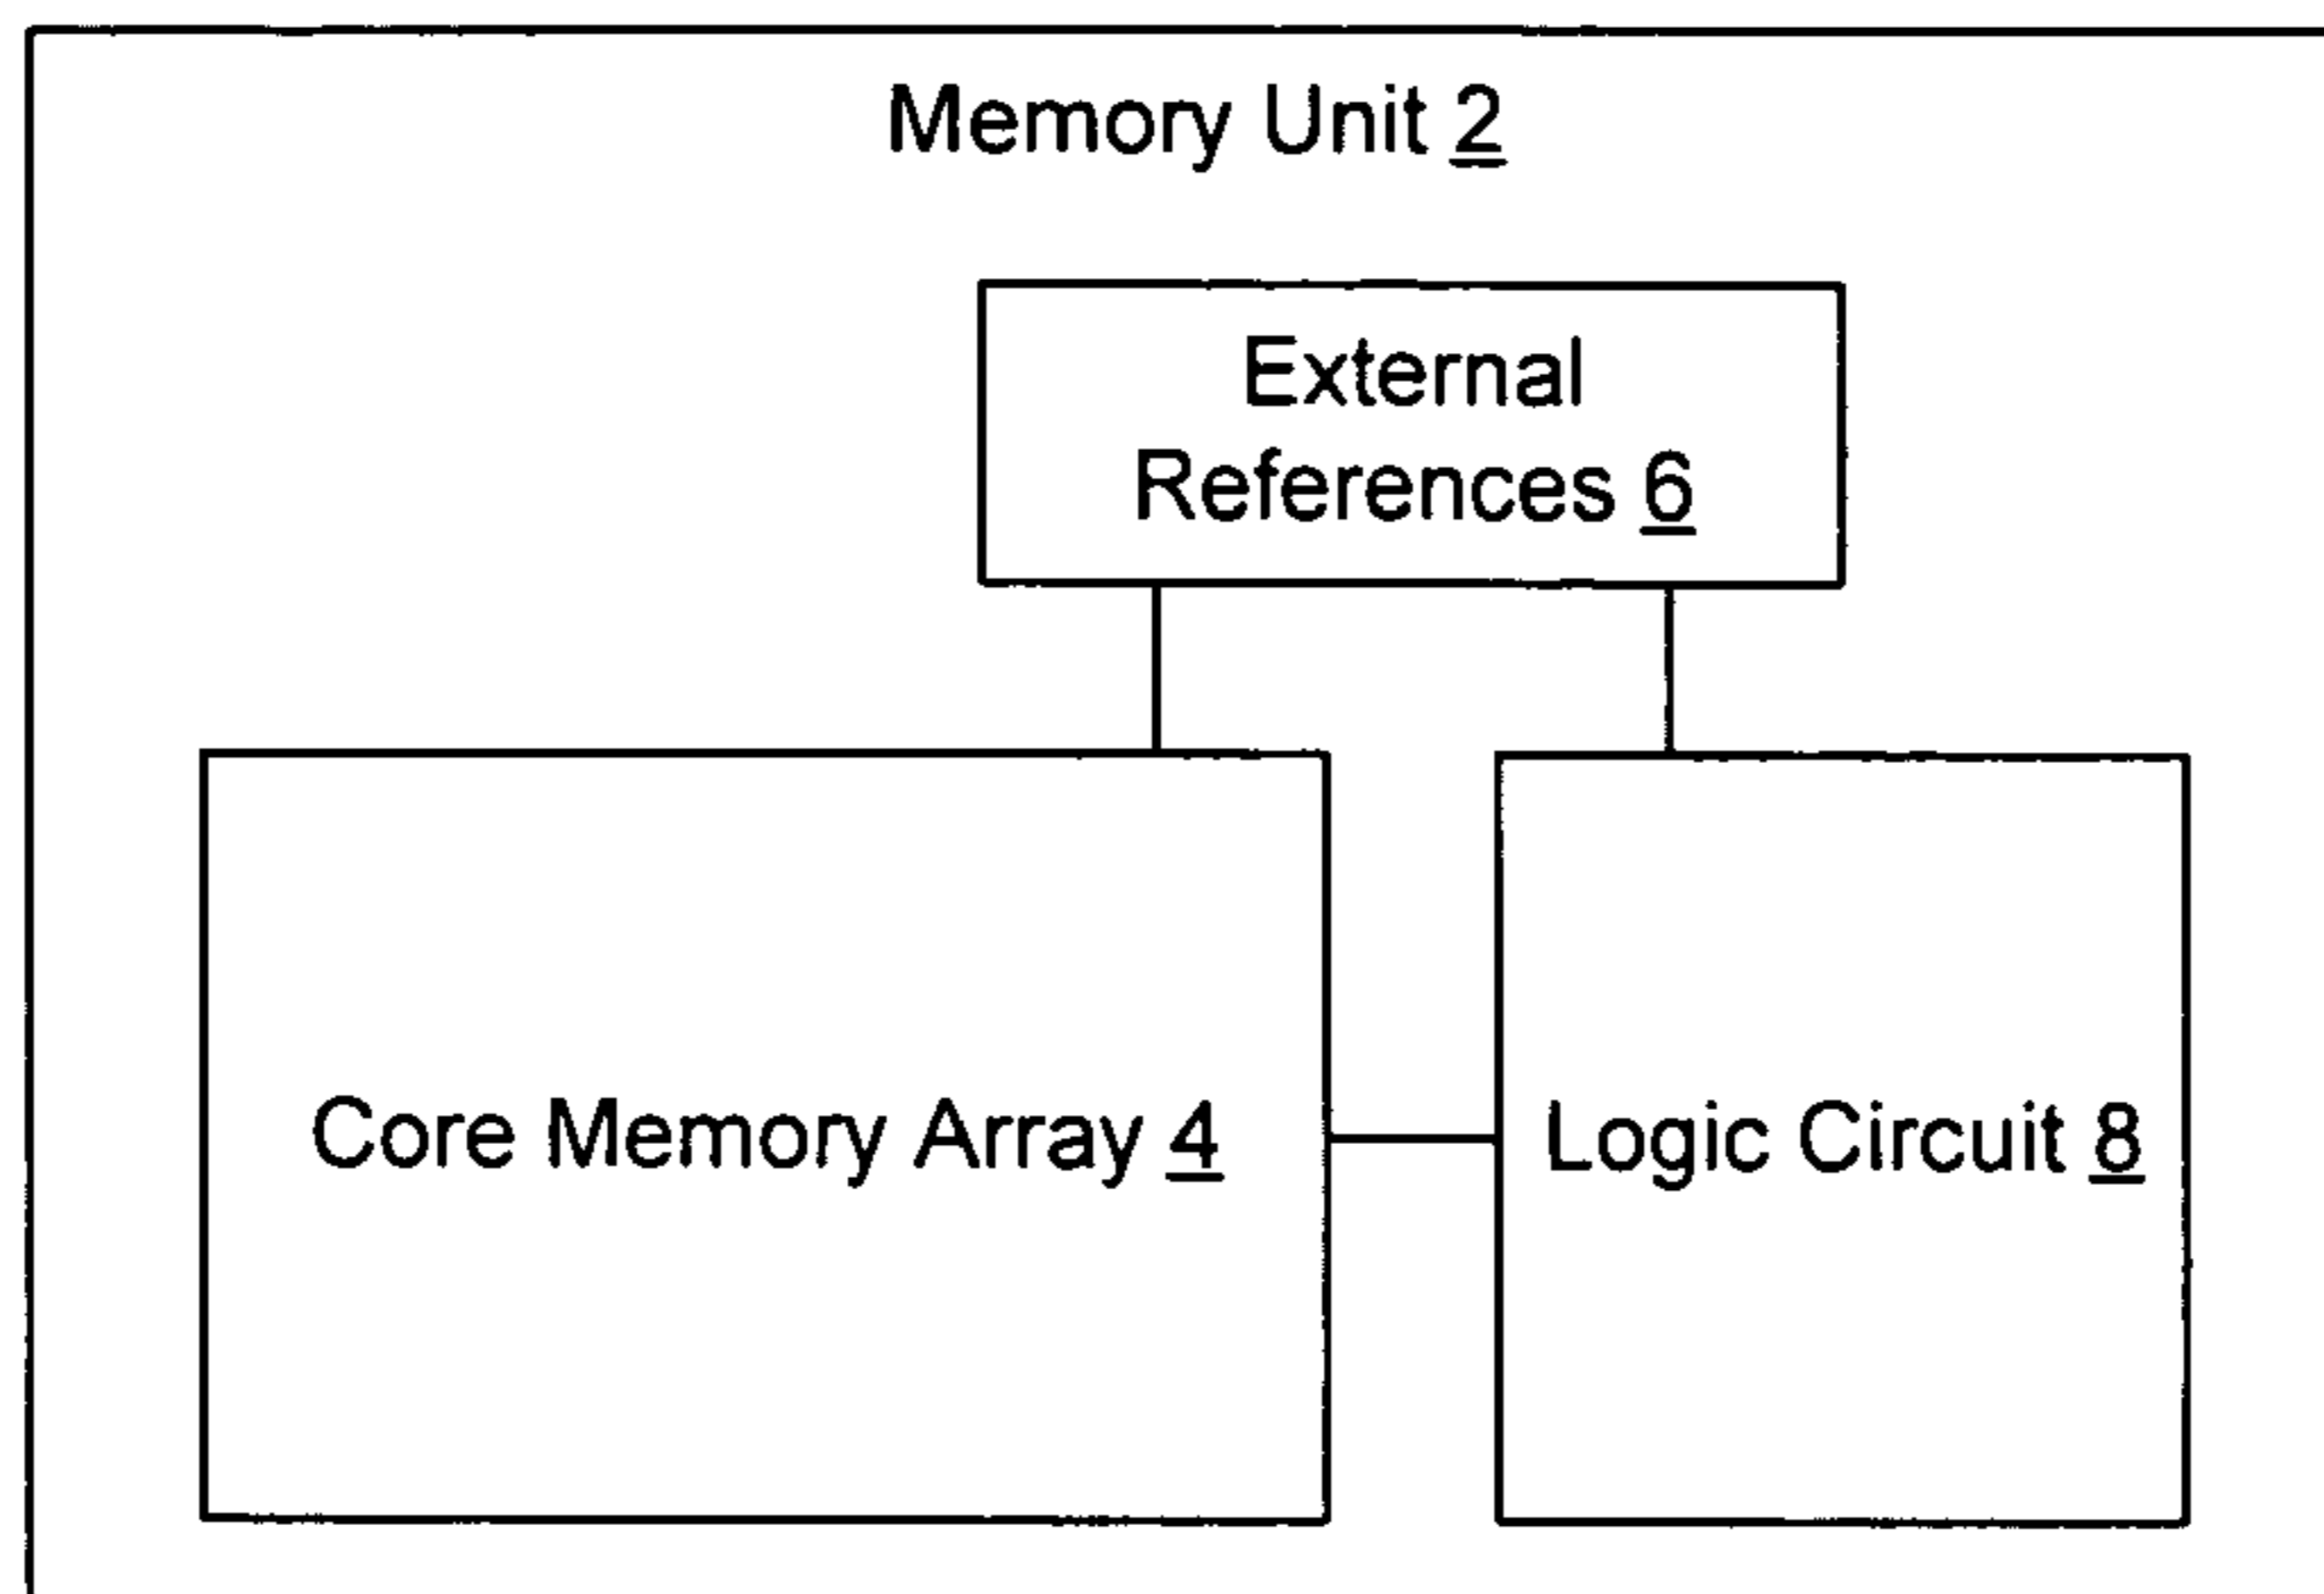 Memory Unit 2
External
References 6
Core Memory Array 4
Logic Circuit 8